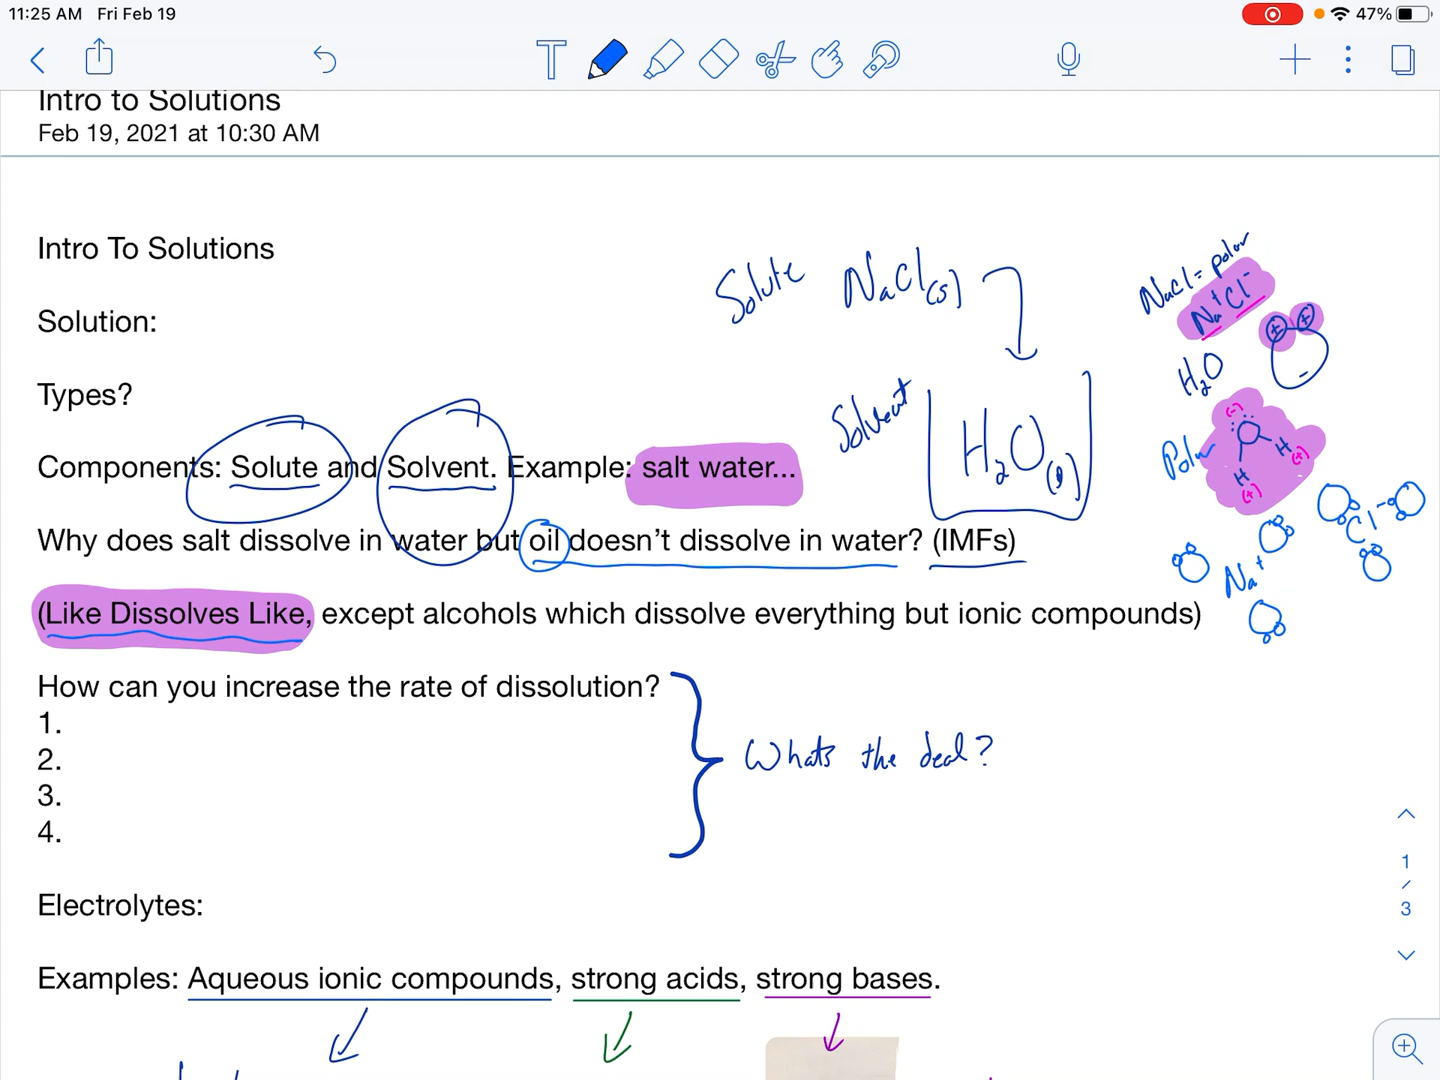 11:25 AM Fri Feb 19
47%
T
Intro to Solutions
Feb 19, 2021 at 10:30 AM
Intro To Solutions
Solution:
Types?
Components: Solute and Solvent. Example: salt water...
Why does salt dissolve in water but oil doesn't dissolve in water? (IMFs)
(Like Dissolves Like, except alcohols which dissolve everything but ionic compounds)
How can you increase the rate of dissolution?
1.
2.
3.
4.
Whats the deal?
Electrolytes:
Examples: Aqueous ionic compounds, strong acids, strong bases.
Solute NaCl(s)
Solvent H₂O(l)
NaCl = polar
Na⁺Cl⁻
+ +
-
H₂O
Polar
(-)
O
H (+)
H
(+)
Cl⁻
Na⁺
1
/
3